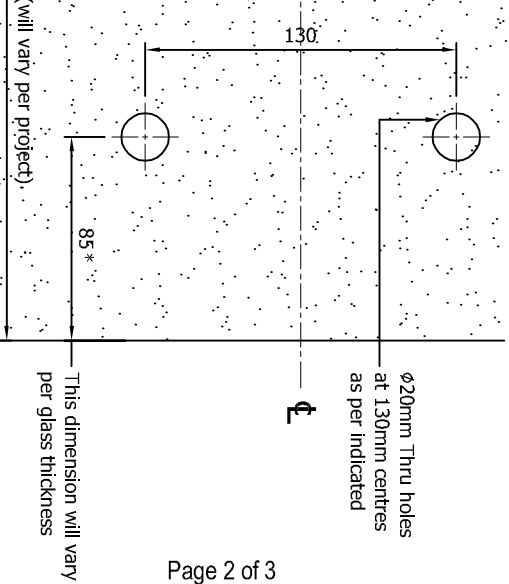 130
(will vary per project)
85*
⌀20mm Thru holes
at 130mm centres
as per indicated
℄
This dimension will vary
per glass thickness
Page 2 of 3